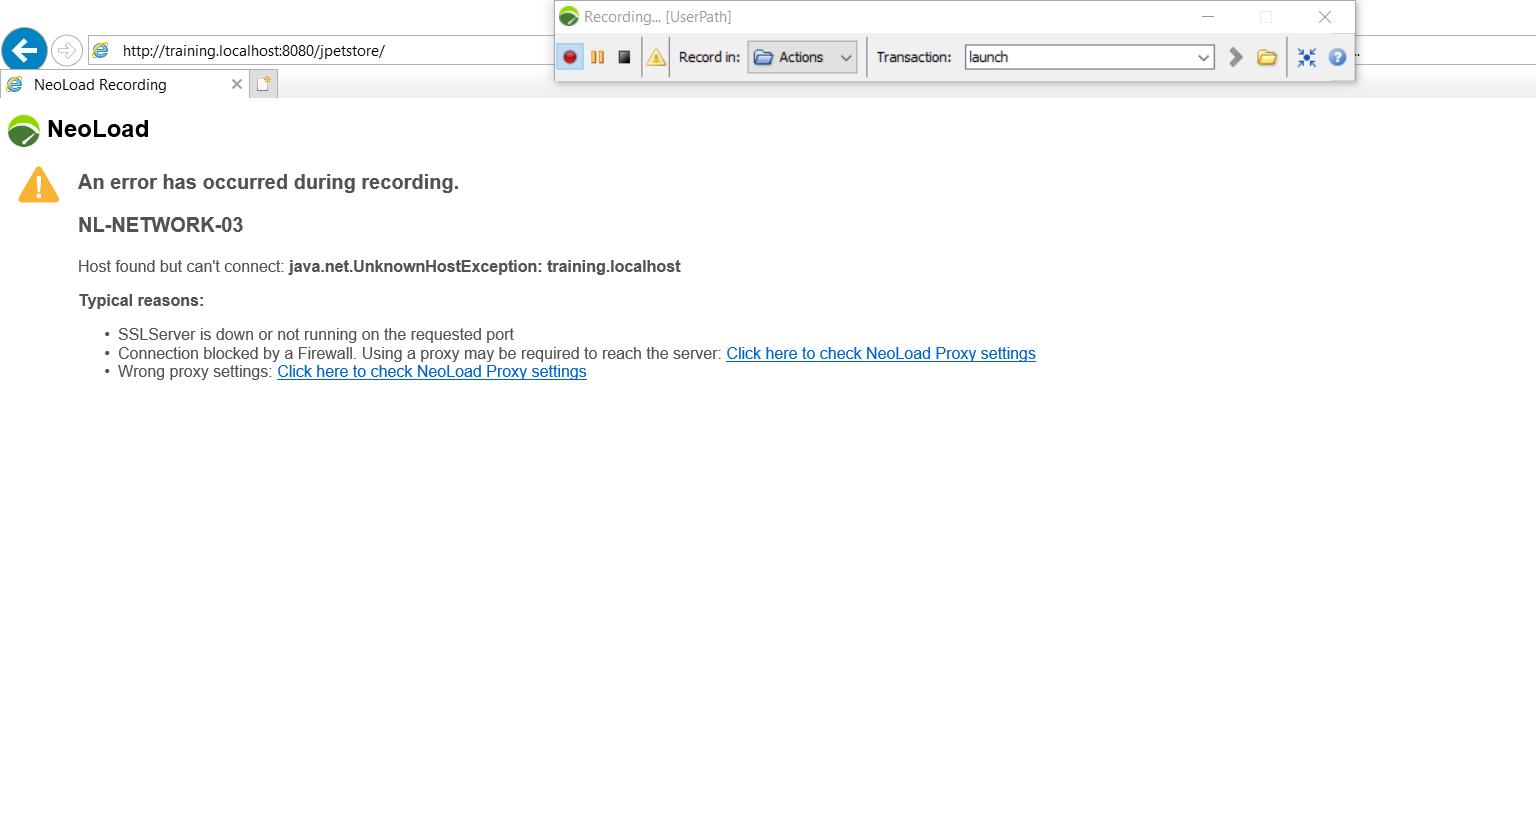 Recording... [UserPath]
http://training.localhost:8080/jpetstore/
Record in: Actions Transaction: launch
NeoLoad Recording
NeoLoad
An error has occurred during recording.
NL-NETWORK-03
Host found but can't connect: java.net.UnknownHostException: training.localhost
Typical reasons:
• SSLServer is down or not running on the requested port
• Connection blocked by a Firewall. Using a proxy may be required to reach the server: Click here to check NeoLoad Proxy settings
• Wrong proxy settings: Click here to check NeoLoad Proxy settings